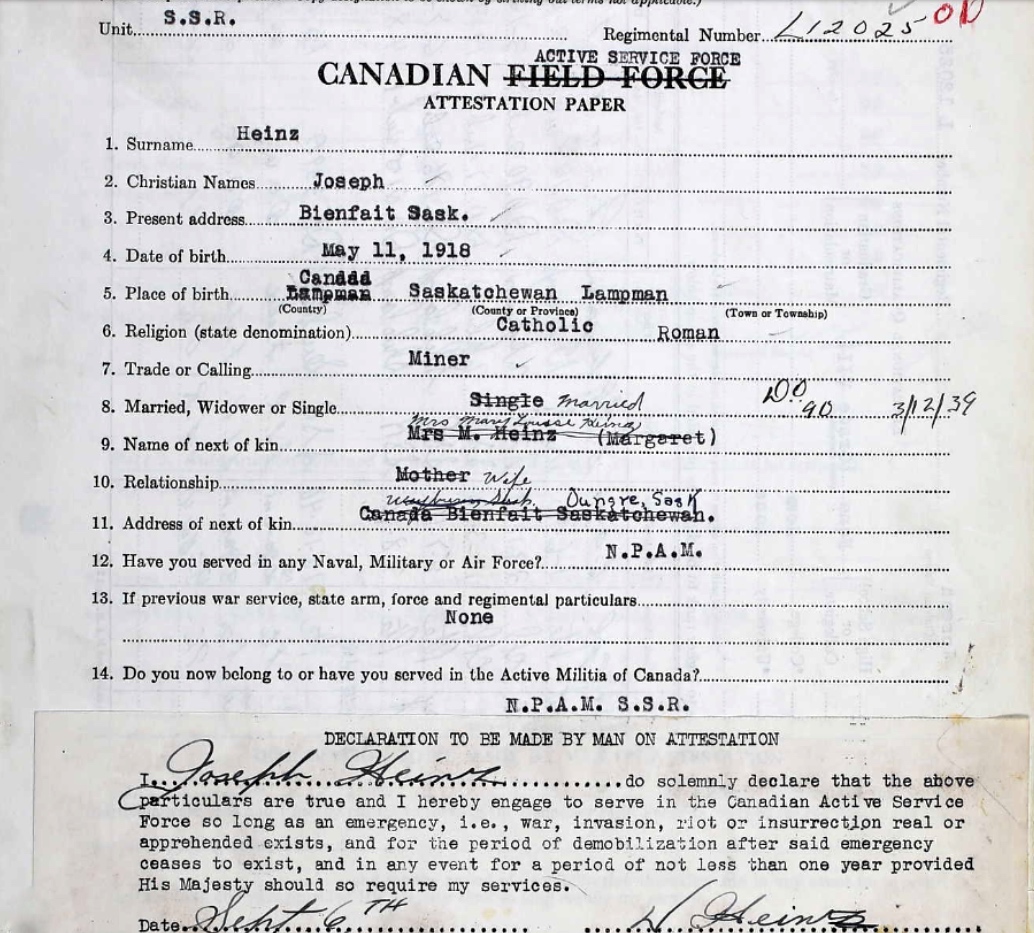 Unit S.S.R. Regimental Number L12025 OD
ACTIVE SERVICE FORCE
CANADIAN FIELD FORCE
ATTESTATION PAPER
1. Surname Heinz
2. Christian Names Joseph
3. Present address Bienfait Sask.
4. Date of birth May 11, 1918
Canada
5. Place of birth Lampman Saskatchewan Lampman
(Country) (County or Province) (Town or Township)
6. Religion (state denomination) Catholic Roman
7. Trade or Calling Miner
8. Married, Widower or Single Single married D.O. 90 3/12/39
Mrs Mary Louise Heinz
9. Name of next of kin Mrs M. Heinz (Margaret)
10. Relationship Mother Wife
Weyburn Sask. Oungre, Sask
11. Address of next of kin Canada Bienfait Saskatchewan.
12. Have you served in any Naval, Military or Air Force? N.P.A.M.
13. If previous war service, state arm, force and regimental particulars
None
14. Do you now belong to or have you served in the Active Militia of Canada?
N.P.A.M. S.S.R.
DECLARATION TO BE MADE BY MAN ON ATTESTATION
I Joseph Heinz do solemnly declare that the above
particulars are true and I hereby engage to serve in the Canadian Active Service
Force so long as an emergency, i.e., war, invasion, riot or insurrection real or
apprehended exists, and for the period of demobilization after said emergency
ceases to exist, and in any event for a period of not less than one year provided
His Majesty should so require my services.
Date Sept 6TH Heinz